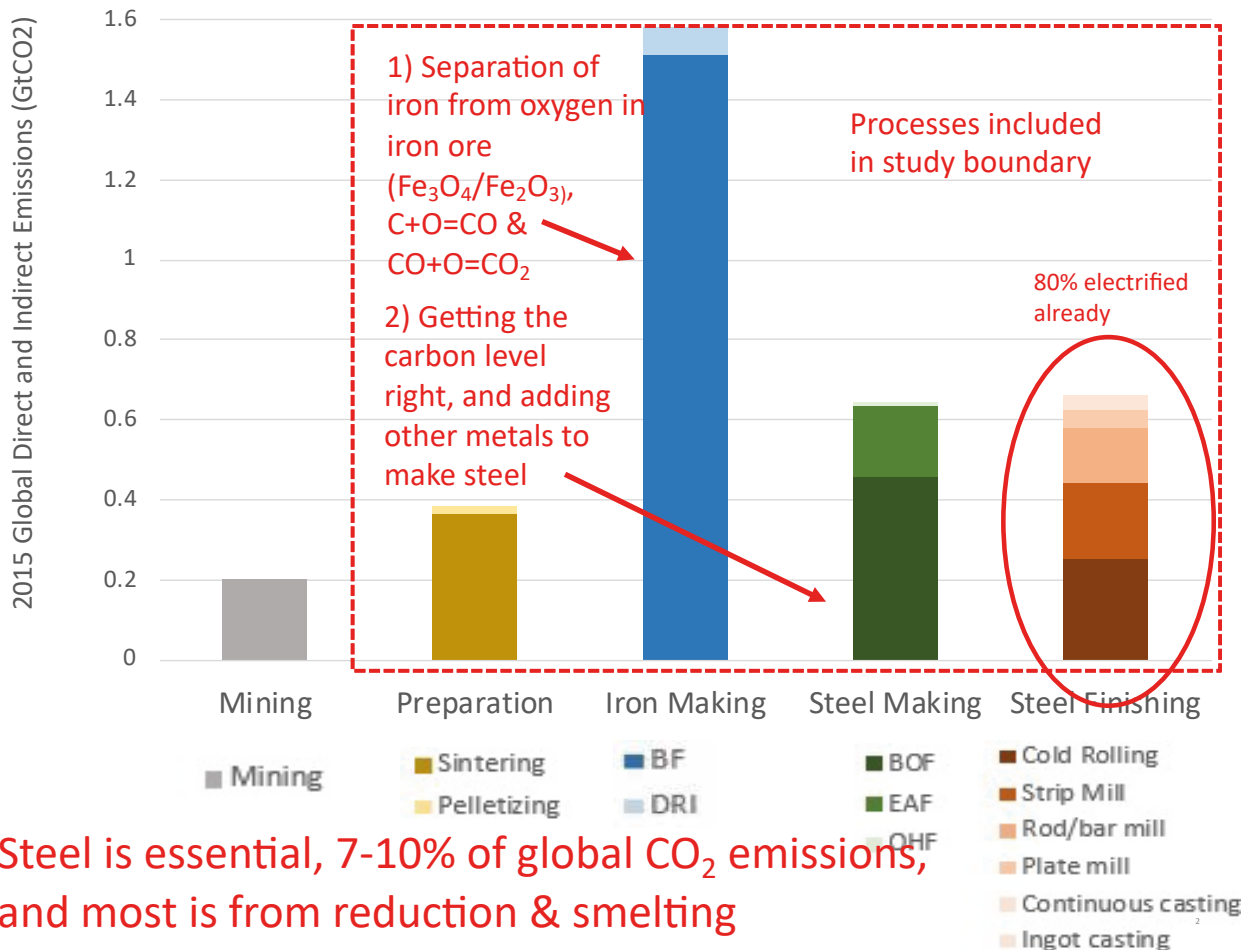 2015 Global Direct and Indirect Emissions (GtCO2)
1.6
1.4
1.2
1
0.8
0.6
0.4
0.2
0
1) Separation of
iron from oxygen in
iron ore
(Fe₃O₄/Fe₂O₃),
C+O=CO &
CO+O=CO₂
2) Getting the
carbon level
right, and adding
other metals to
make steel
Processes included
in study boundary
80% electrified
already
Mining
Preparation
Iron Making
Steel Making
Steel Finishing
Mining
Sintering
Pelletizing
BF
DRI
BOF
EAF
OHF
Cold Rolling
Strip Mill
Rod/bar mill
Plate mill
Continuous casting
Ingot casting
Steel is essential, 7-10% of global CO₂ emissions,
and most is from reduction & smelting
2